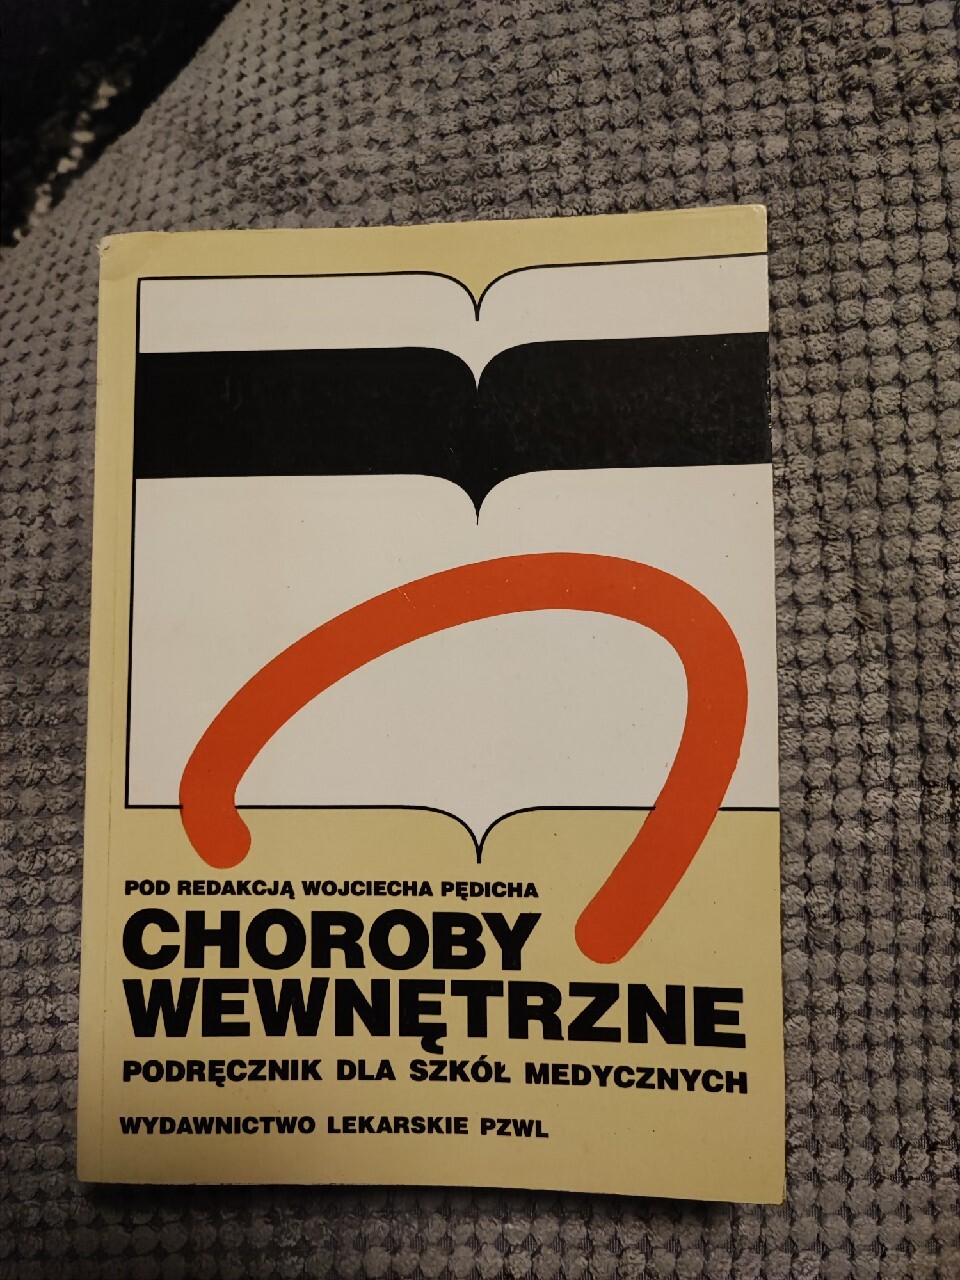 POD REDAKCJĄ WOJCIECHA PĘDICHA
CHOROBY
WEWNĘTRZNE
PODRĘCZNIK DLA SZKÓŁ MEDYCZNYCH
WYDAWNICTWO LEKARSKIE PZWL